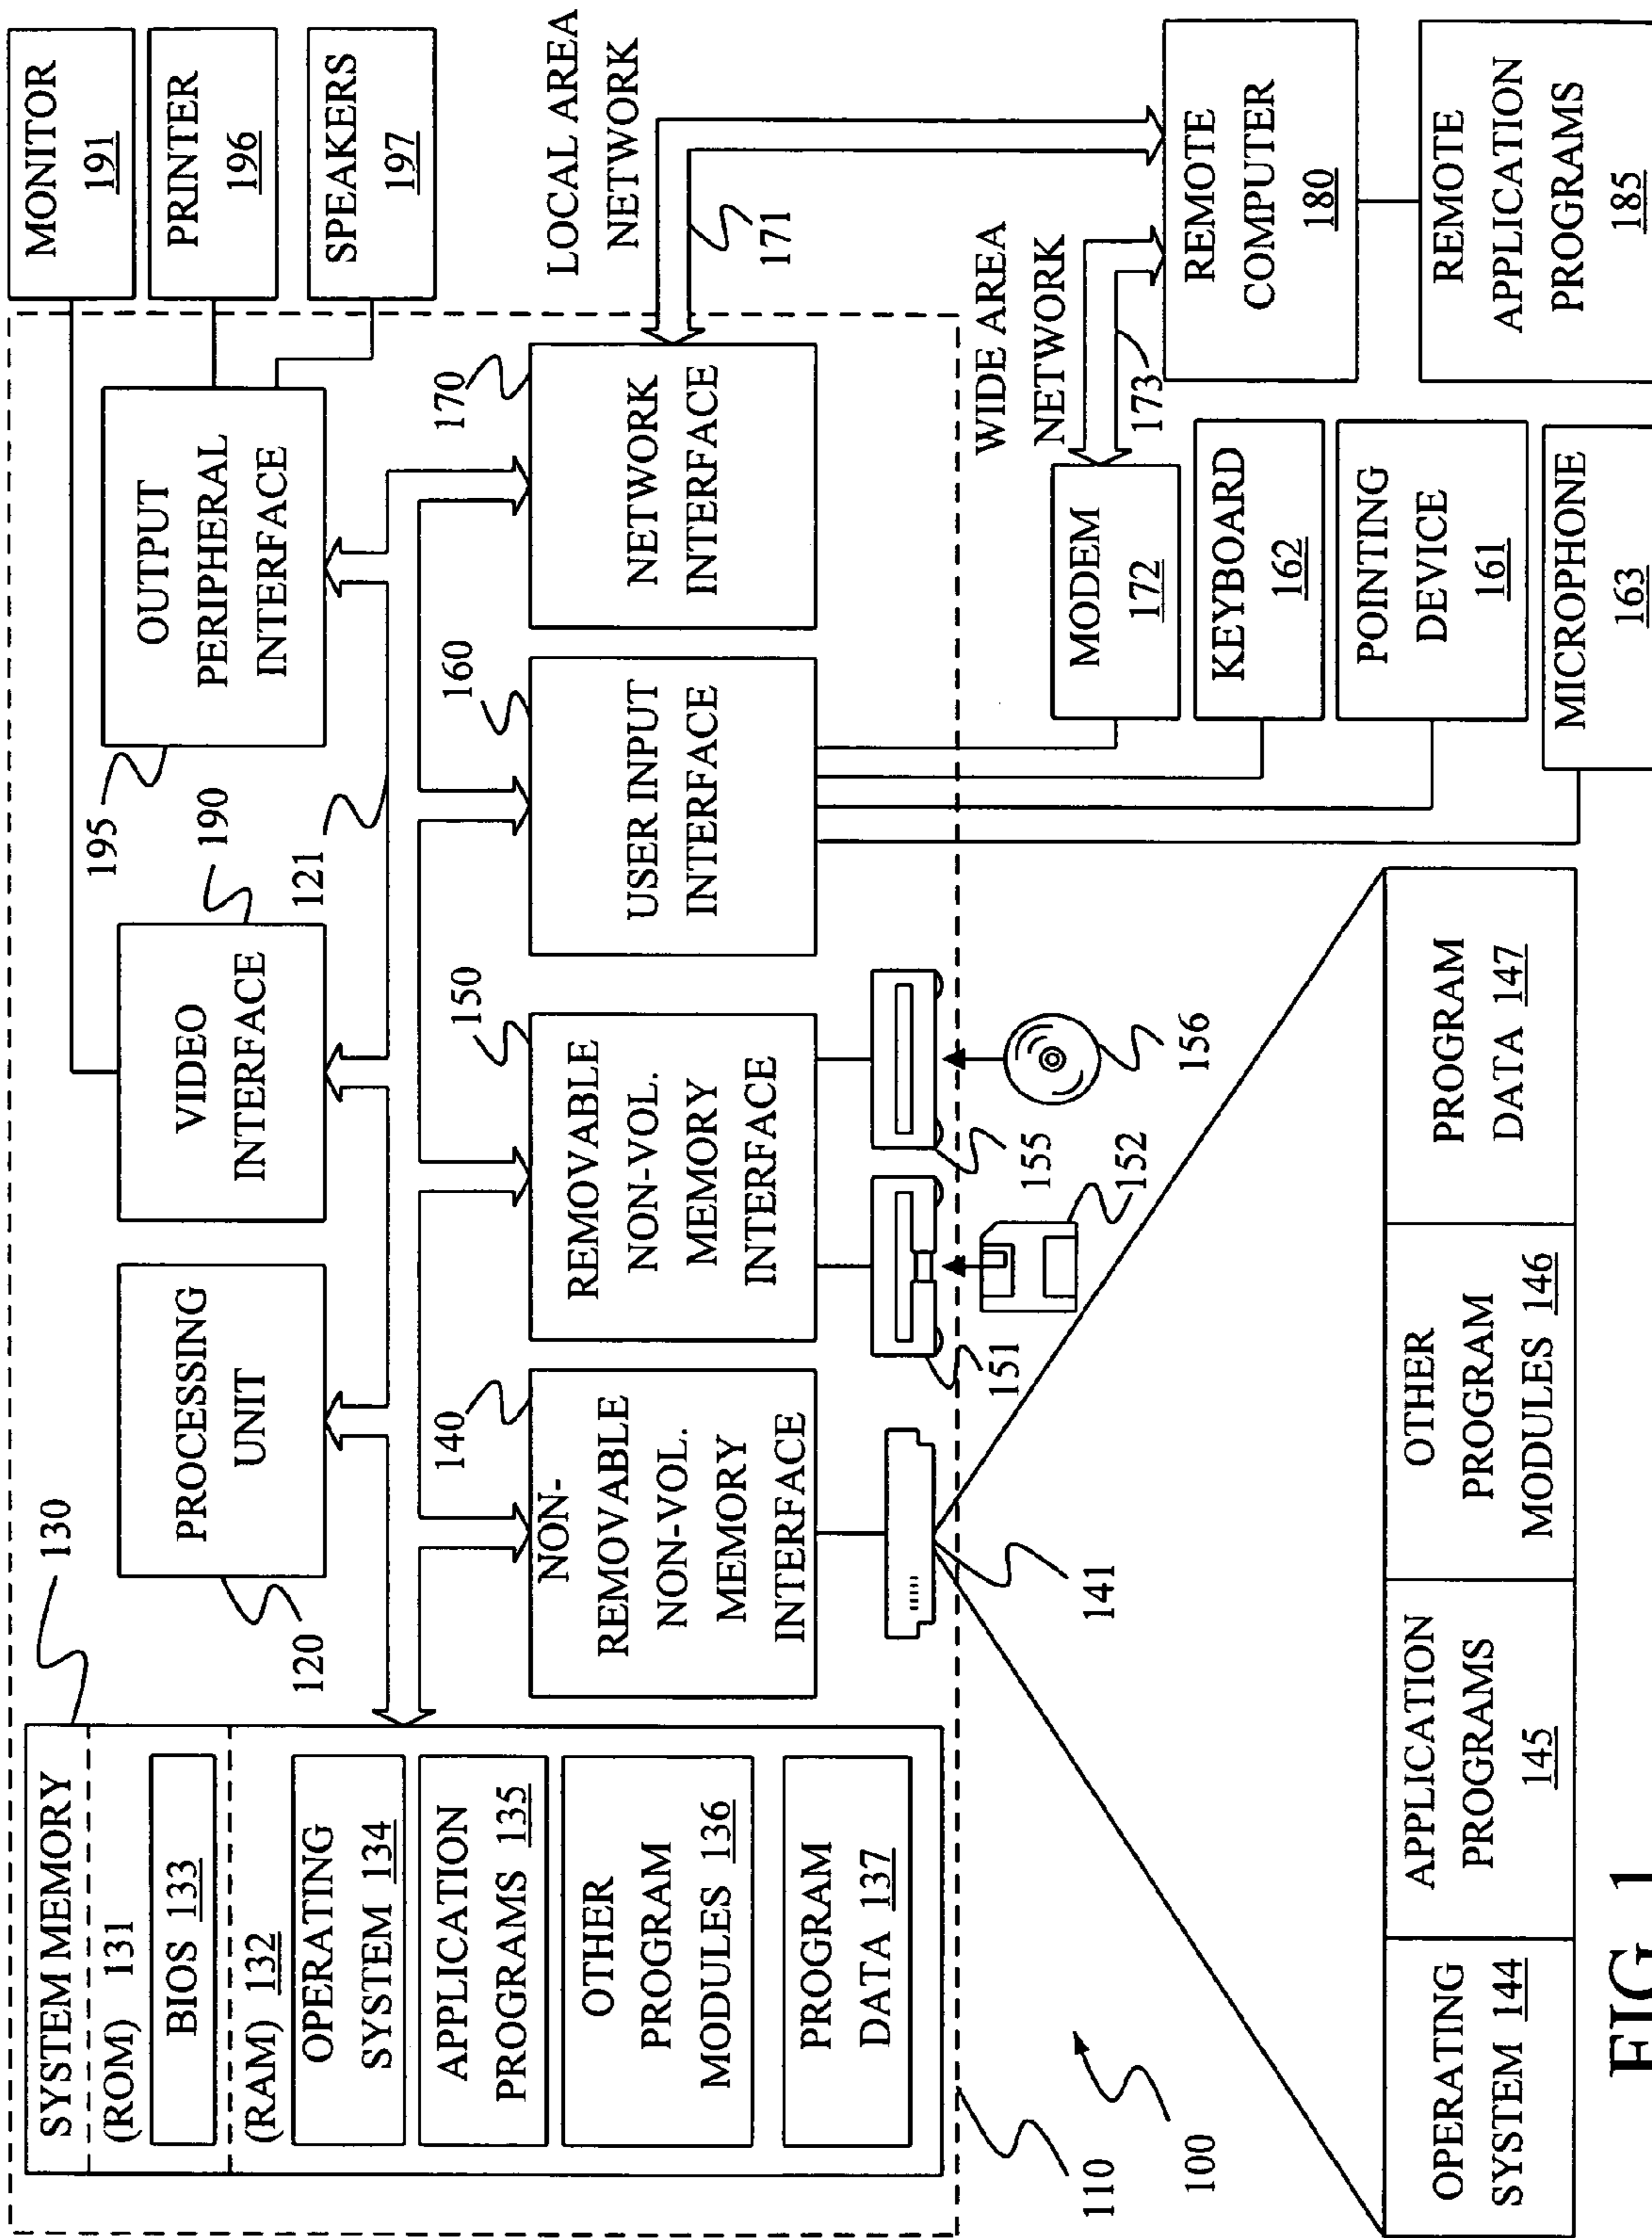 SYSTEM MEMORY
(ROM) 131
BIOS 133
(RAM) 132
OPERATING
SYSTEM 134
APPLICATION
PROGRAMS 135
OTHER
PROGRAM
MODULES 136
PROGRAM
DATA 137
130
PROCESSING
UNIT
120
VIDEO
INTERFACE
190
OUTPUT
PERIPHERAL
INTERFACE
195
121
MONITOR
191
PRINTER
196
SPEAKERS
197
NON-
REMOVABLE
NON-VOL.
MEMORY
INTERFACE
140
REMOVABLE
NON-VOL.
MEMORY
INTERFACE
150
USER INPUT
INTERFACE
160
NETWORK
INTERFACE
170
LOCAL AREA
NETWORK
171
141
151
152
155
156
WIDE AREA
NETWORK
173
MODEM
172
KEYBOARD
162
POINTING
DEVICE
161
MICROPHONE
163
REMOTE
COMPUTER
180
REMOTE
APPLICATION
PROGRAMS
185
110
100
OPERATING
SYSTEM 144
APPLICATION
PROGRAMS
145
OTHER
PROGRAM
MODULES 146
PROGRAM
DATA 147
FIG. 1